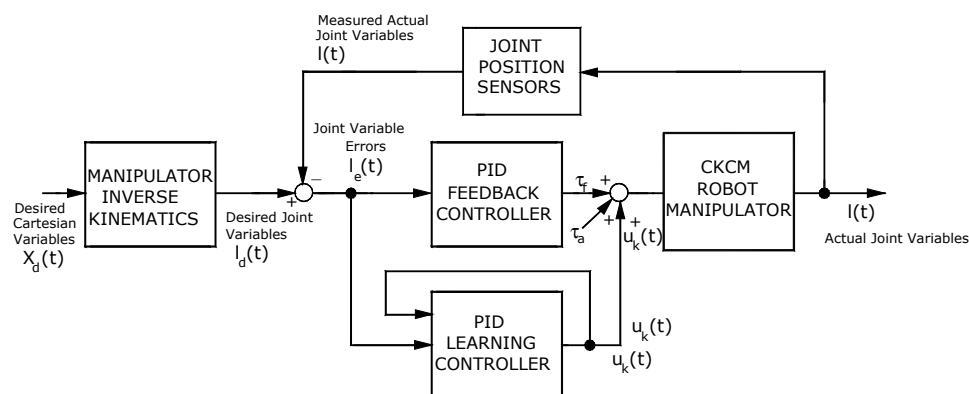 Measured Actual
Joint Variables
l(t)
JOINT
POSITION
SENSORS
Joint Variable
Errors
l_e(t)
−
+
MANIPULATOR
INVERSE
KINEMATICS
Desired
Cartesian
Variables
X_d(t)
Desired Joint
Variables
l_d(t)
PID
FEEDBACK
CONTROLLER
τ_f
+
+
+
τ_a
u_k(t)
CKCM
ROBOT
MANIPULATOR
l(t)
Actual Joint Variables
PID
LEARNING
CONTROLLER
u_k(t)
u_k(t)